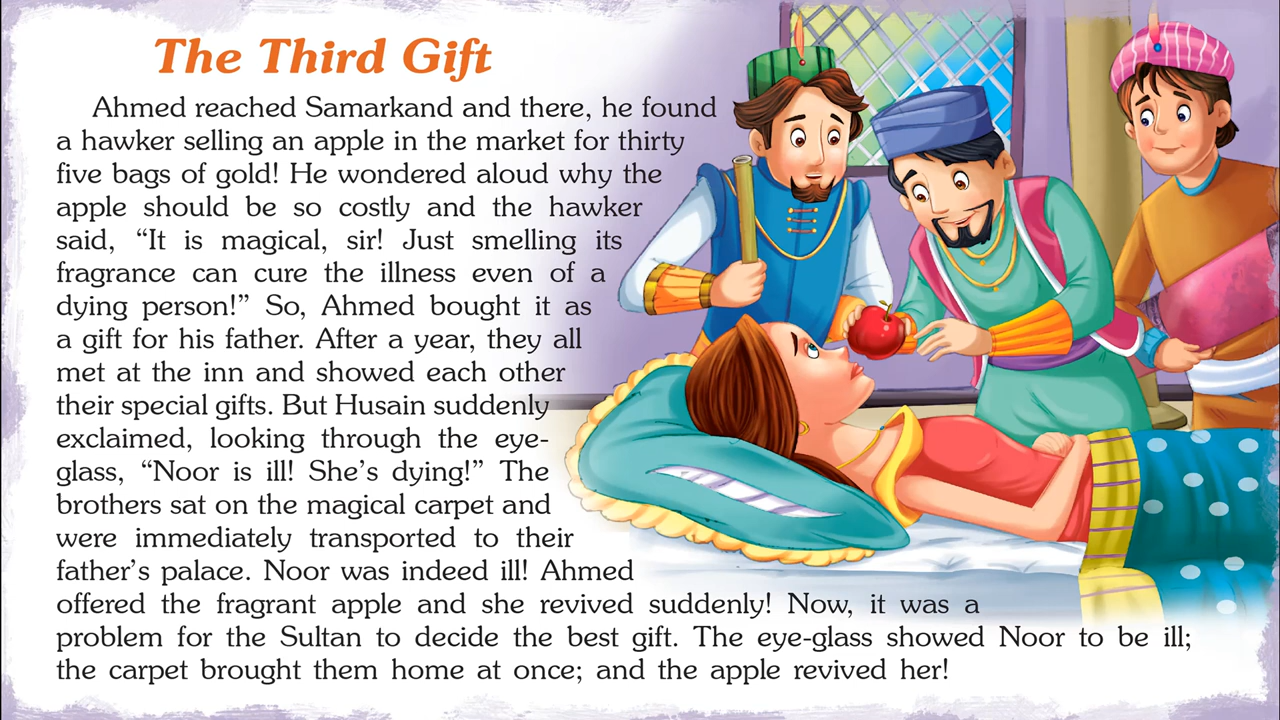 The Third Gift
Ahmed reached Samarkand and there, he found
a hawker selling an apple in the market for thirty
five bags of gold! He wondered aloud why the
apple should be so costly and the hawker
said, “It is magical, sir! Just smelling its
fragrance can cure the illness even of a
dying person!” So, Ahmed bought it as
a gift for his father. After a year, they all
met at the inn and showed each other
their special gifts. But Husain suddenly
exclaimed, looking through the eye-
glass, “Noor is ill! She’s dying!” The
brothers sat on the magical carpet and
were immediately transported to their
father’s palace. Noor was indeed ill! Ahmed
offered the fragrant apple and she revived suddenly! Now, it was a
problem for the Sultan to decide the best gift. The eye-glass showed Noor to be ill;
the carpet brought them home at once; and the apple revived her!